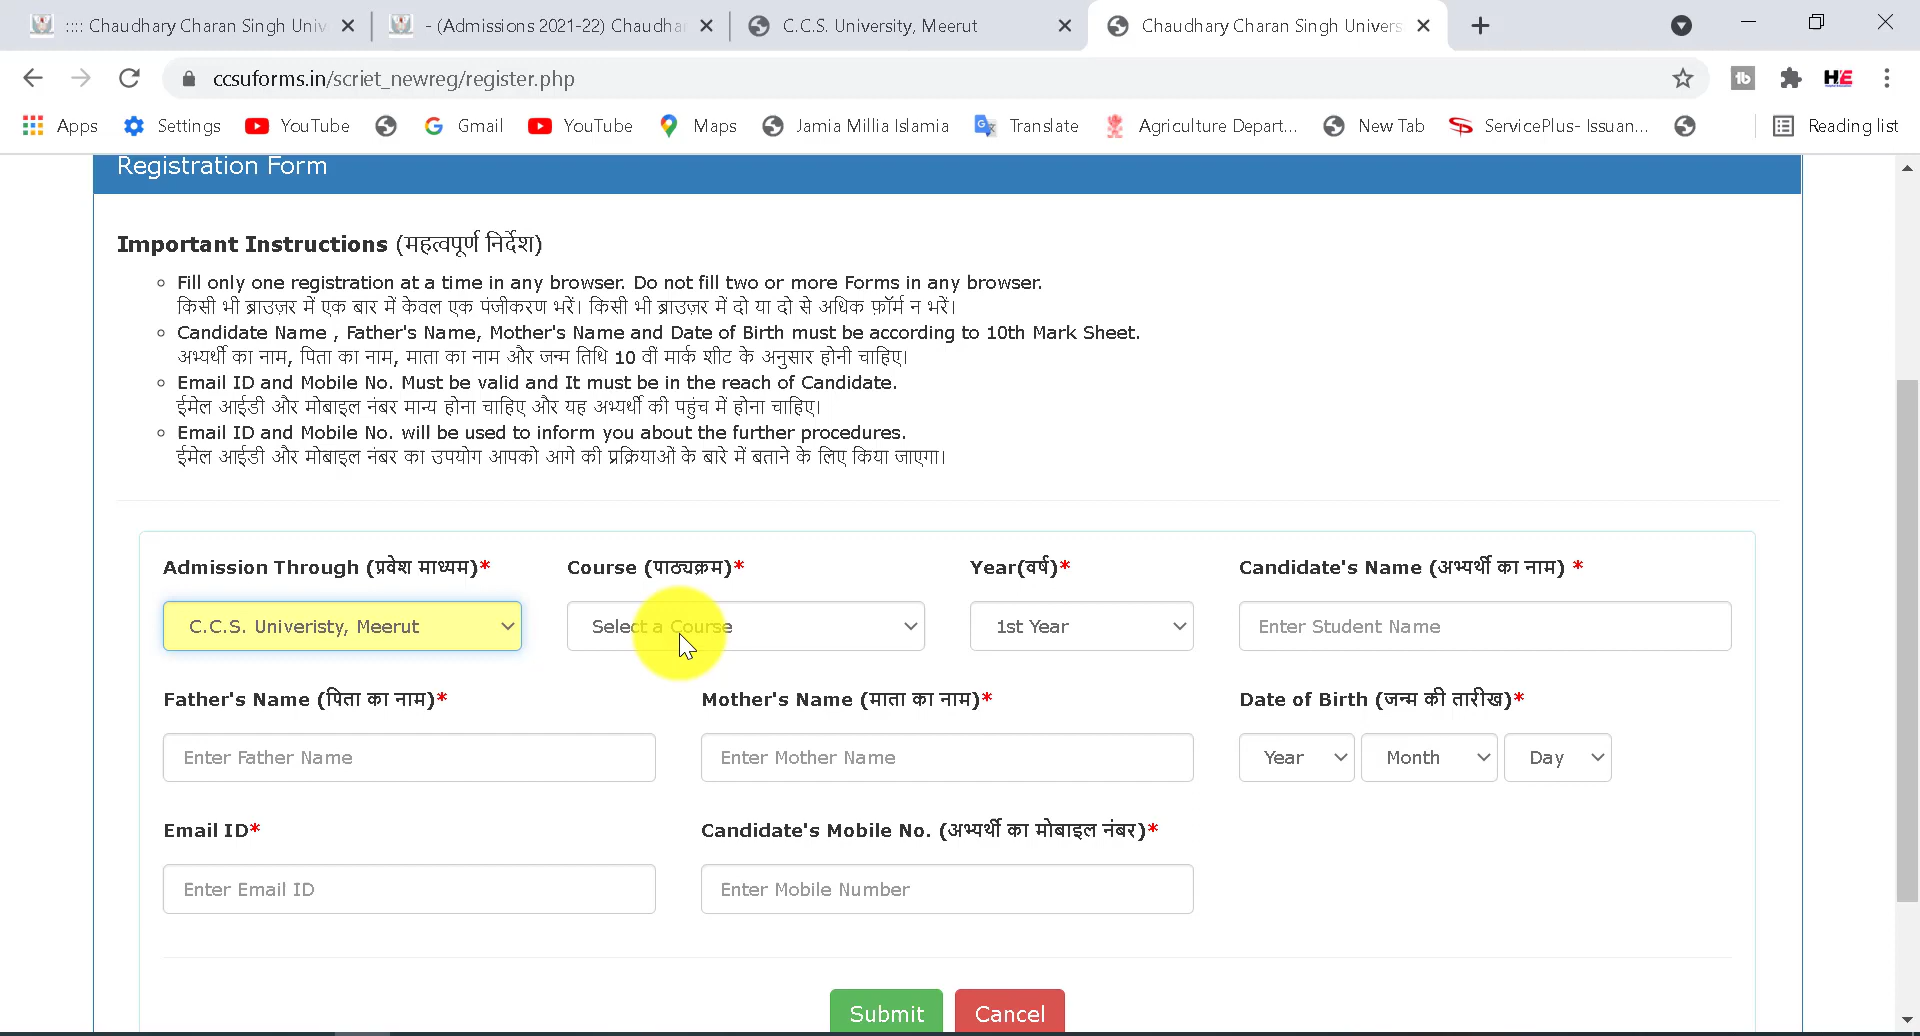 :::: Chaudhary Charan Singh Univ
- (Admissions 2021-22) Chaudhar
C.C.S. University, Meerut
Chaudhary Charan Singh Univers
ccsuforms.in/scriet_newreg/register.php
Apps
Settings
YouTube
Gmail
YouTube
Maps
Jamia Millia Islamia
Translate
Agriculture Depart...
New Tab
ServicePlus- Issuan...
Reading list
Registration Form
Important Instructions (महत्वपूर्ण निर्देश)
Fill only one registration at a time in any browser. Do not fill two or more Forms in any browser.
किसी भी ब्राउज़र में एक बार में केवल एक पंजीकरण भरें। किसी भी ब्राउज़र में दो या दो से अधिक फ़ॉर्म न भरें।
Candidate Name , Father's Name, Mother's Name and Date of Birth must be according to 10th Mark Sheet.
अभ्यर्थी का नाम, पिता का नाम, माता का नाम और जन्म तिथि 10 वीं मार्क शीट के अनुसार होनी चाहिए।
Email ID and Mobile No. Must be valid and It must be in the reach of Candidate.
ईमेल आईडी और मोबाइल नंबर मान्य होना चाहिए और यह अभ्यर्थी की पहुंच में होना चाहिए।
Email ID and Mobile No. will be used to inform you about the further procedures.
ईमेल आईडी और मोबाइल नंबर का उपयोग आपको आगे की प्रक्रियाओं के बारे में बताने के लिए किया जाएगा।
Admission Through (प्रवेश माध्यम)*
Course (पाठ्यक्रम)*
Year(वर्ष)*
Candidate's Name (अभ्यर्थी का नाम) *
C.C.S. Univeristy, Meerut
Select a Course
1st Year
Enter Student Name
Father's Name (पिता का नाम)*
Mother's Name (माता का नाम)*
Date of Birth (जन्म की तारीख)*
Enter Father Name
Enter Mother Name
Year
Month
Day
Email ID*
Candidate's Mobile No. (अभ्यर्थी का मोबाइल नंबर)*
Enter Email ID
Enter Mobile Number
Submit
Cancel